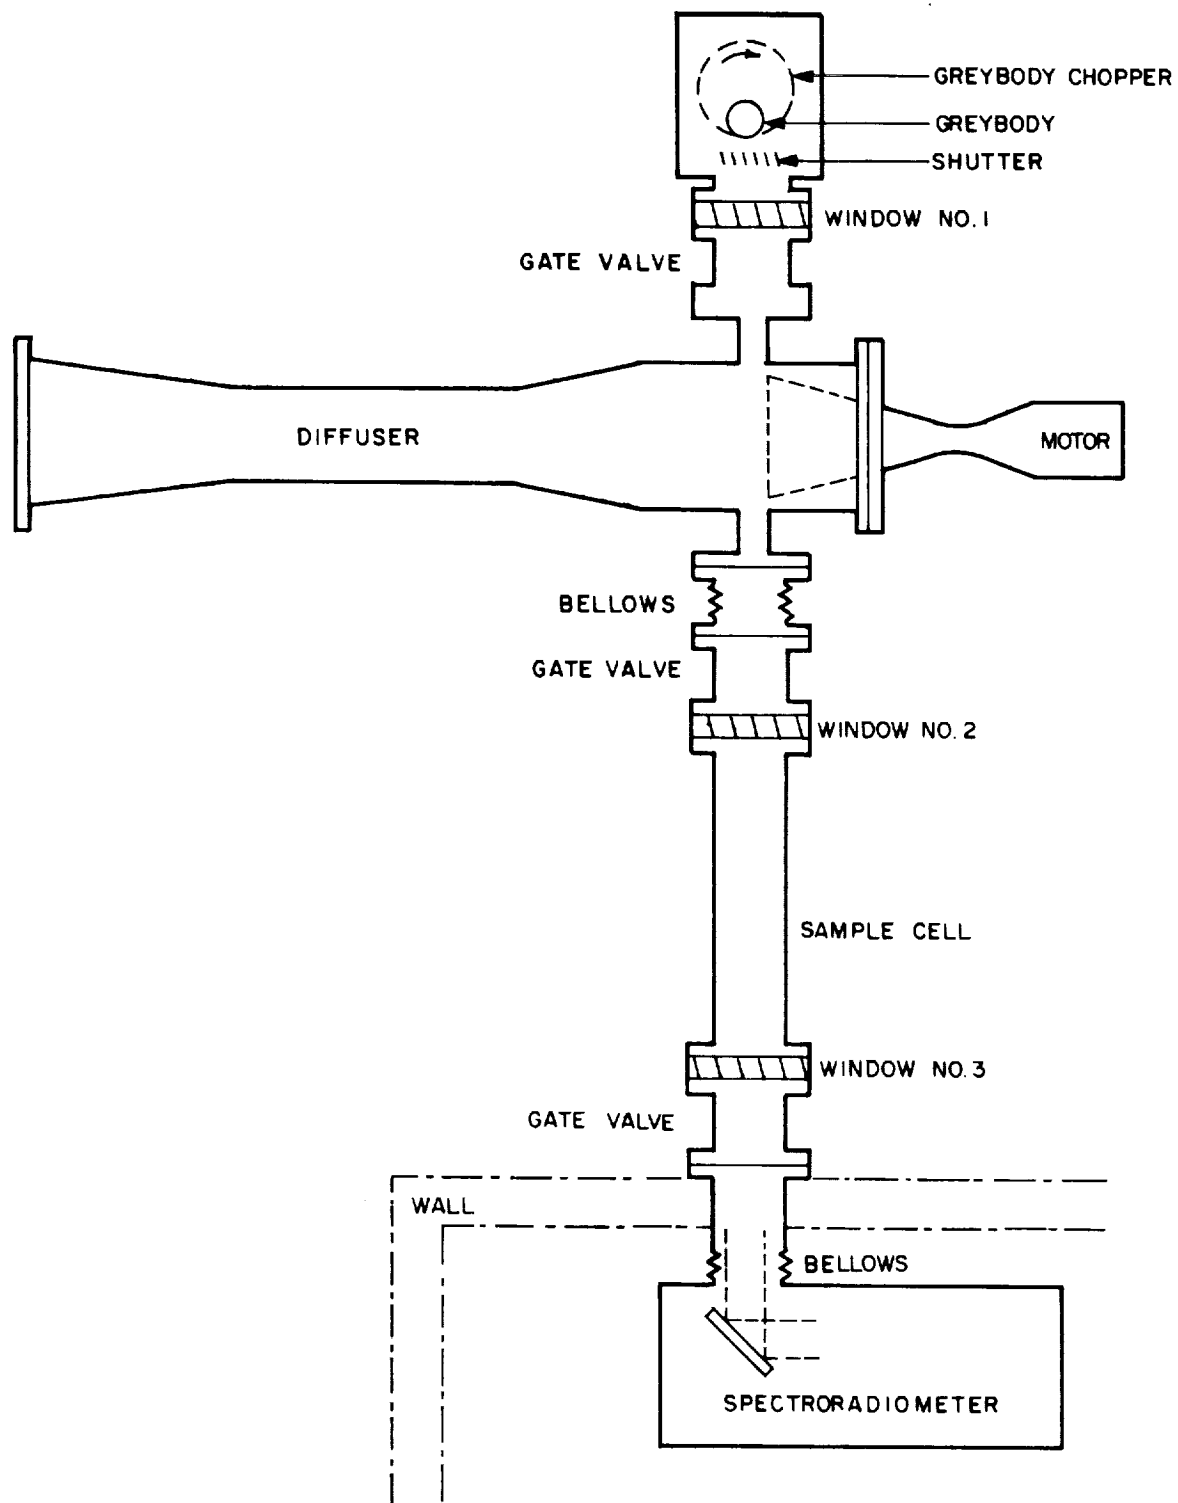 GREYBODY CHOPPER
GREYBODY
SHUTTER
WINDOW NO. 1
GATE VALVE
DIFFUSER
MOTOR
BELLOWS
GATE VALVE
WINDOW NO. 2
SAMPLE CELL
WINDOW NO. 3
GATE VALVE
WALL
BELLOWS
SPECTRORADIOMETER